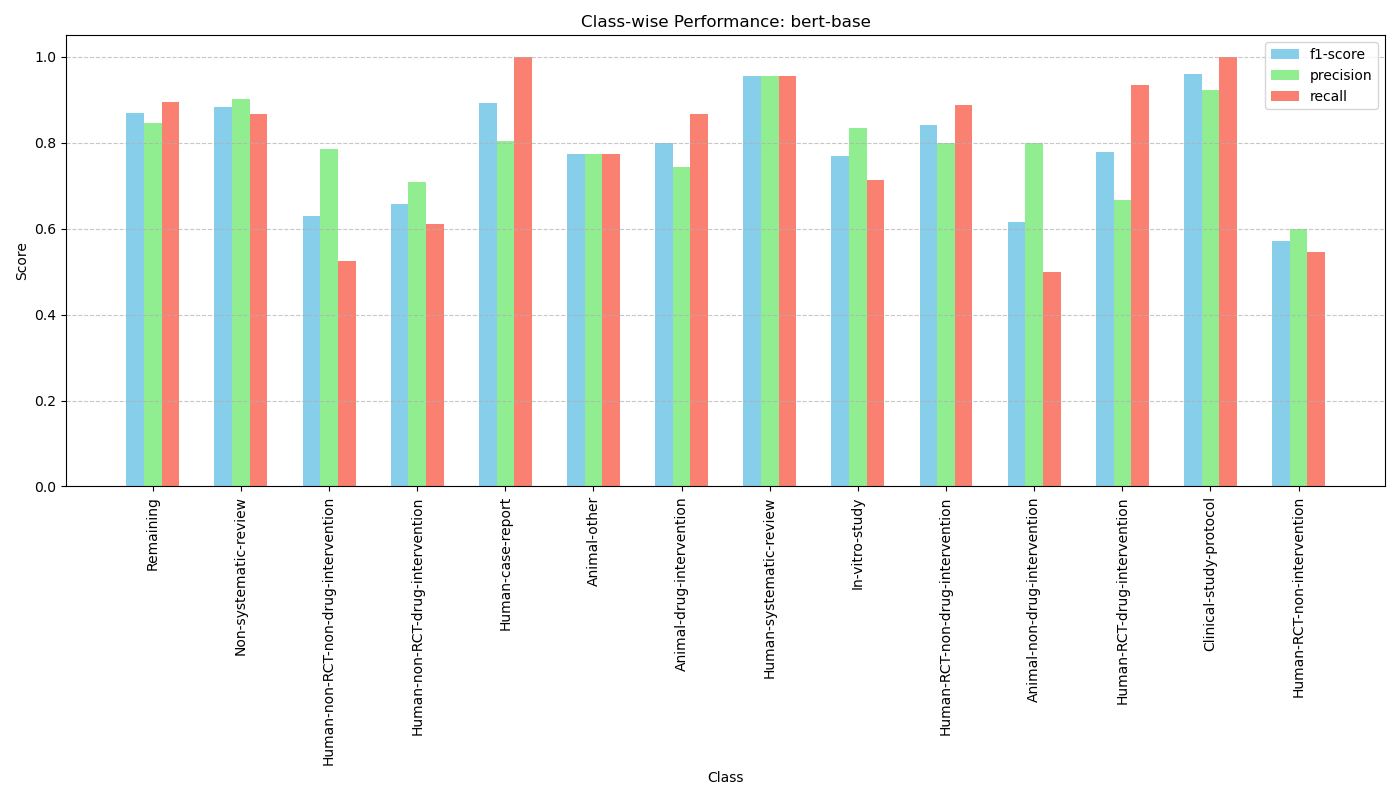 Class-wise Performance: bert-base
f1-score
precision
recall
Score
1.0
0.8
0.6
0.4
0.2
0.0
Remaining
Non-systematic-review
Human-non-RCT-non-drug-intervention
Human-non-RCT-drug-intervention
Human-case-report
Animal-other
Animal-drug-intervention
Human-systematic-review
In-vitro-study
Human-RCT-non-drug-intervention
Animal-non-drug-intervention
Human-RCT-drug-intervention
Clinical-study-protocol
Human-RCT-non-intervention
Class